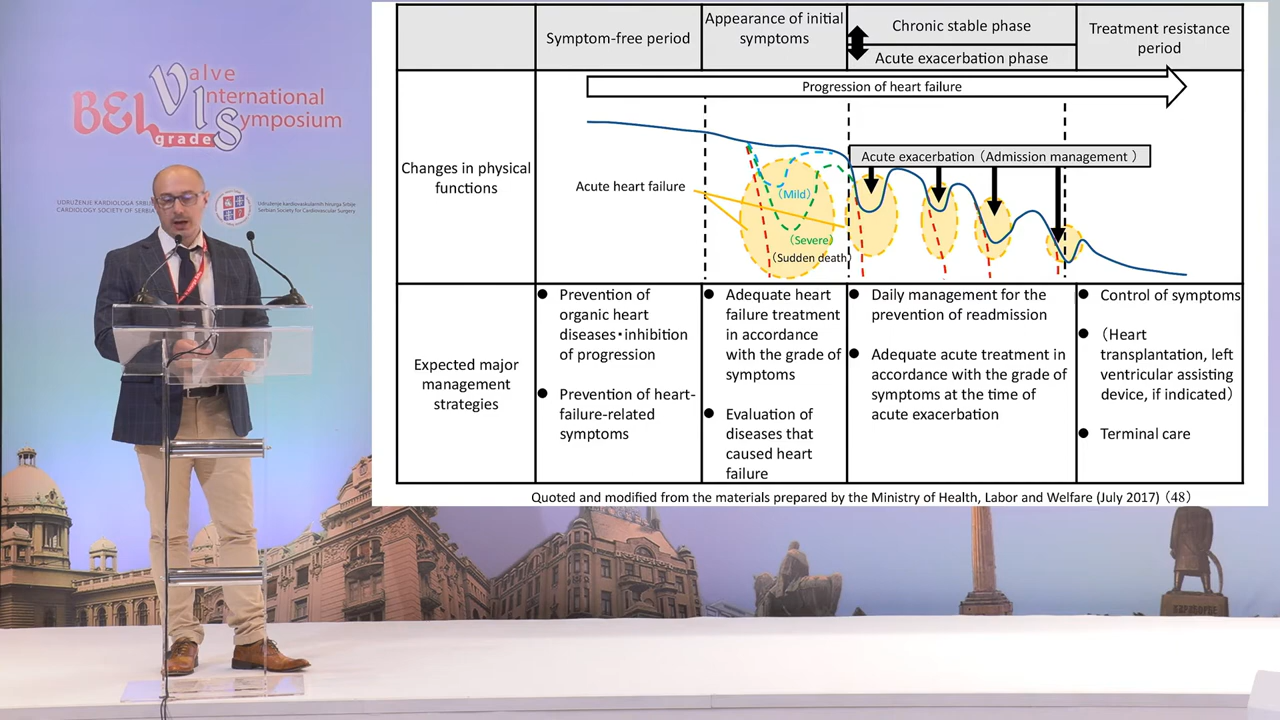 Valve
BEL International
grade Symposium
UDRUŽENJE KARDIOLOGA SRBIJE
CARDIOLOGY SOCIETY OF SERBIA
Udruženje kardiovaskularnih hirurga Srbije
Serbian Society for Cardiovascular Surgery
Symptom-free period
Appearance of initial
symptoms
Chronic stable phase
Acute exacerbation phase
Treatment resistance
period
Progression of heart failure
Changes in physical
functions
Acute heart failure
Acute exacerbation (Admission management )
(Mild)
(Severe)
(Sudden death)
Expected major
management
strategies
● Prevention of
organic heart
diseases・inhibition
of progression
● Prevention of heart-
failure-related
symptoms
● Adequate heart
failure treatment
in accordance
with the grade of
symptoms
● Evaluation of
diseases that
caused heart
failure
● Daily management for the
prevention of readmission
● Adequate acute treatment in
accordance with the grade of
symptoms at the time of
acute exacerbation
● Control of symptoms
● (Heart
transplantation, left
ventricular assisting
device, if indicated)
● Terminal care
Quoted and modified from the materials prepared by the Ministry of Health, Labor and Welfare (July 2017) (48)